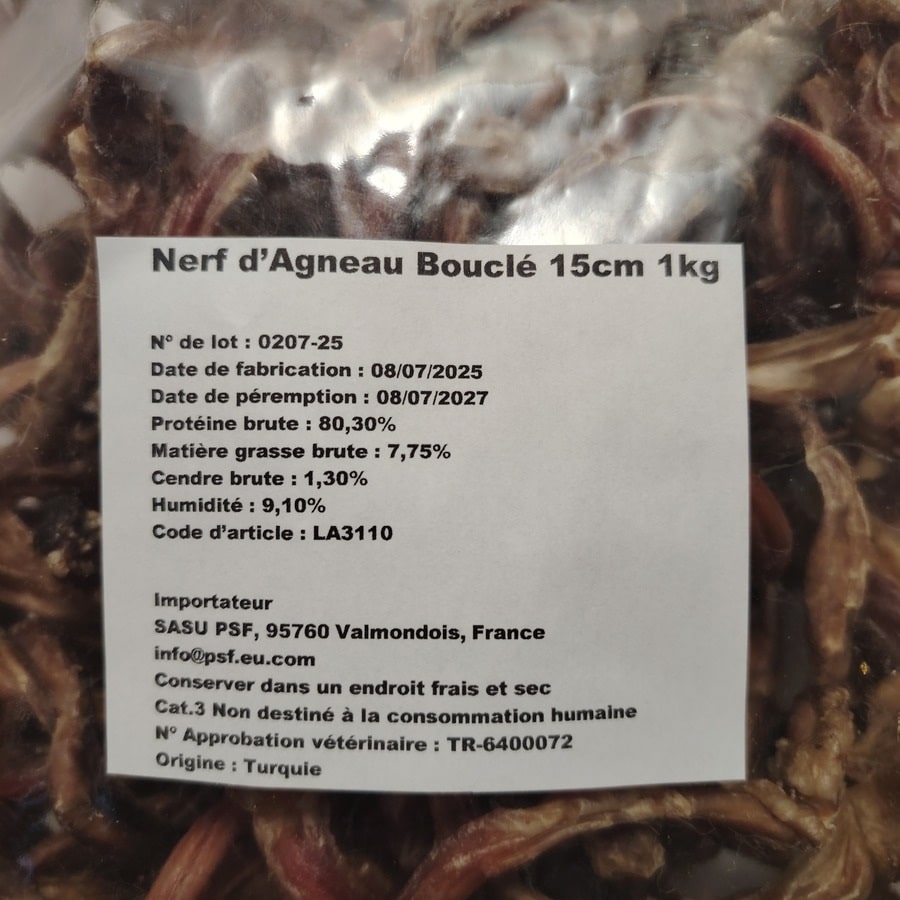 Nerf d'Agneau Bouclé 15cm 1kg
N° de lot : 0207-25
Date de fabrication : 08/07/2025
Date de péremption : 08/07/2027
Protéine brute : 80,30%
Matière grasse brute : 7,75%
Cendre brute : 1,30%
Humidité : 9,10%
Code d'article : LA3110
Importateur
SASU PSF, 95760 Valmondois, France
info@psf.eu.com
Conserver dans un endroit frais et sec
Cat.3 Non destiné à la consommation humaine
N° Approbation vétérinaire : TR-6400072
Origine : Turquie